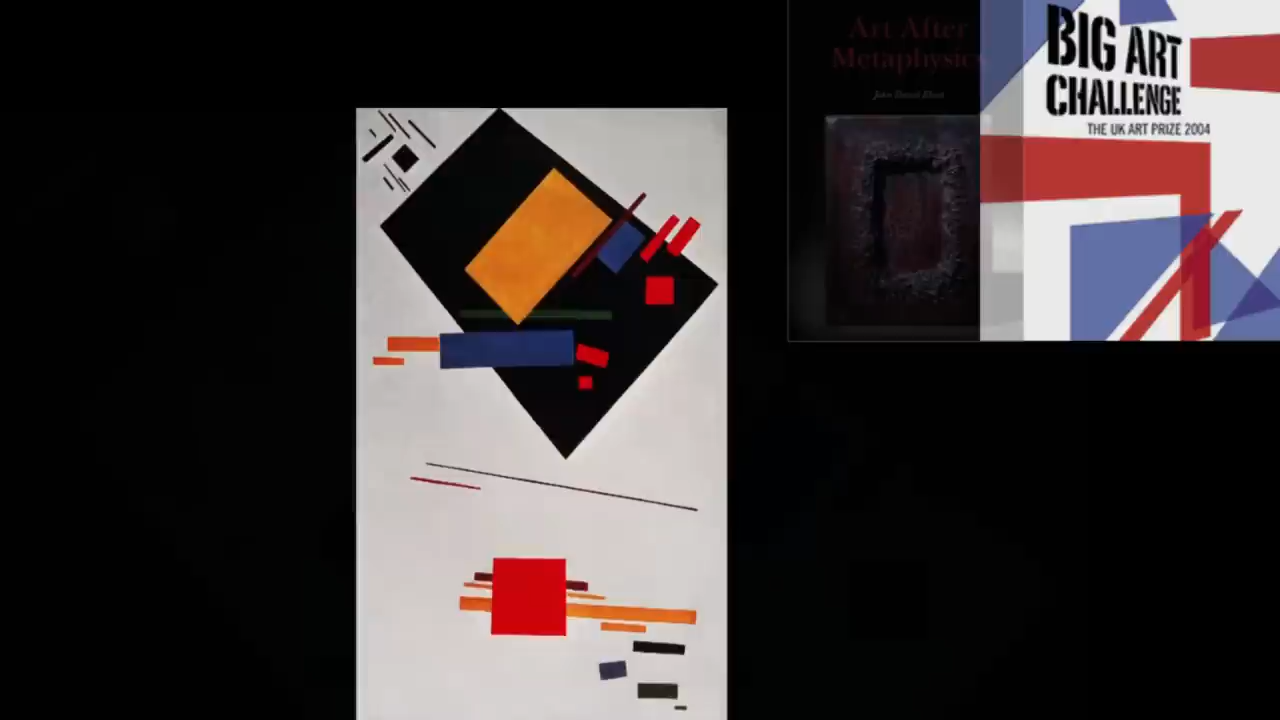 Art After
Metaphysics
BIG ART
CHALLENGE
THE UK ART PRIZE 2004